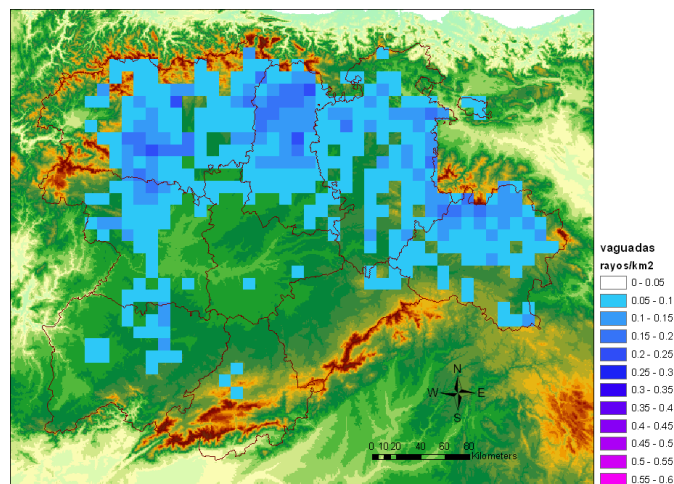 vaguadas
rayos/km2
0 - 0.05
0.05 - 0.1
0.1 - 0.15
0.15 - 0.2
0.2 - 0.25
0.25 - 0.3
0.3 - 0.35
0.35 - 0.4
0.4 - 0.45
0.45 - 0.5
0.5 - 0.55
0.55 - 0.6
N
W E
S
0 10 20 40 60 80
Kilometers